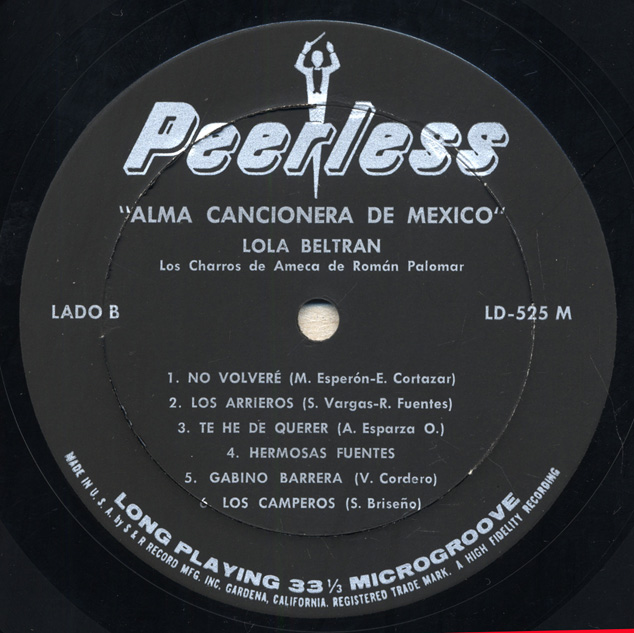 Peerless
"ALMA CANCIONERA DE MEXICO"
LOLA BELTRAN
Los Charros de Ameca de Román Palomar
LADO B
LD-525 M
1. NO VOLVERÉ (M. Esperón-E. Cortazar)
2. LOS ARRIEROS (S. Vargas-R. Fuentes)
3. TE HE DE QUERER (A. Esparza O.)
4. HERMOSAS FUENTES
5. GABINO BARRERA (V. Cordero)
6. LOS CAMPEROS (S. Briseño)
LONG PLAYING 33 1/3 MICROGROOVE
MADE IN U. S. A. by S & R RECORD MFG. INC. GARDENA, CALIFORNIA. REGISTERED TRADE MARK. A HIGH FIDELITY RECORDING